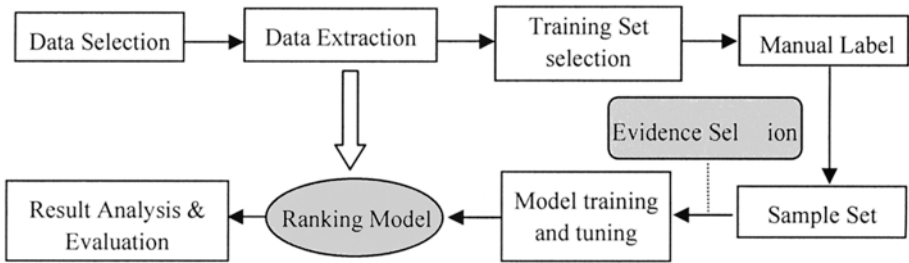 Data Selection
Data Extraction
Training Set
selection
Manual Label
Evidence Sel ion
Sample Set
Model training
and tuning
Ranking Model
Result Analysis &
Evaluation